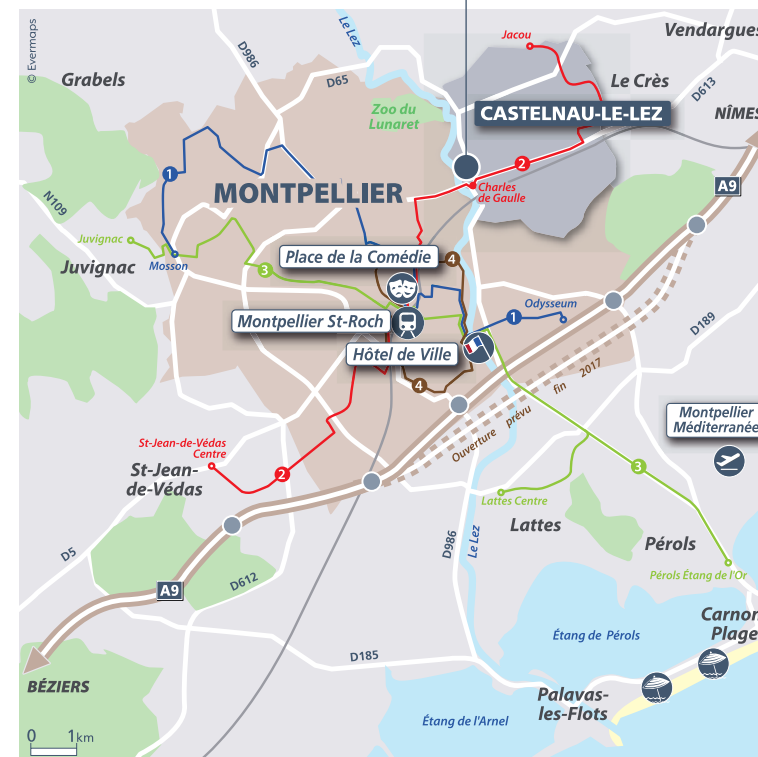 © Evermaps
Le Lez
Jacou
Vendargues
D986
Grabels
D65
Le Crès
D613
Zoo du
Lunaret
CASTELNAU-LE-LEZ
NÎMES
2
1
A9
MONTPELLIER
Charles
de Gaulle
N109
Juvignac
Place de la Comédie
4
Juvignac
Mosson
3
Odysseum
1
Montpellier St-Roch
D189
Hôtel de Ville
4
Ouverture prévu fin 2017
Montpellier
Méditerranée
St-Jean-de-Védas
Centre
St-Jean-
de-Védas
2
3
Lattes Centre
Lattes
D986
Le Lez
Pérols
D5
Pérols Étang de l'Or
D612
A9
Carnon
Plage
Étang de Pérols
D185
BÉZIERS
Palavas-
les-Flots
Étang de l'Arnel
0 1km